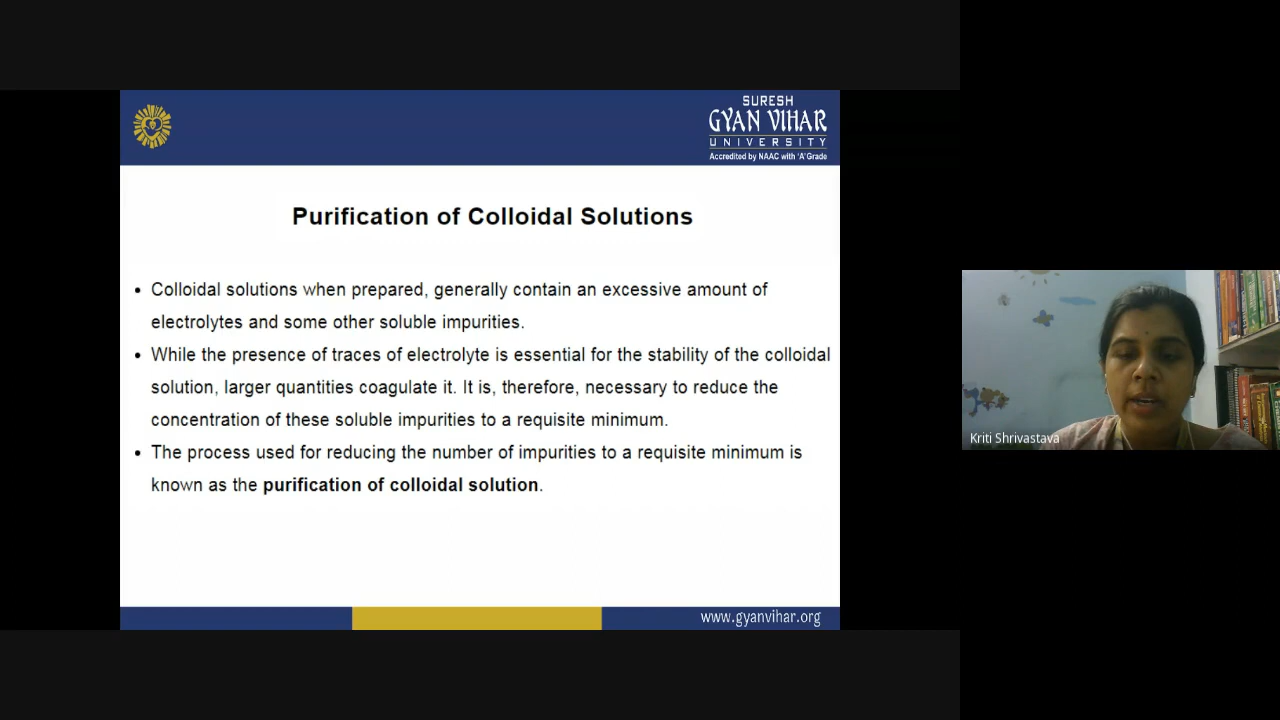 SURESH
GYAN VIHAR
UNIVERSITY
Accredited by NAAC with 'A' Grade
Purification of Colloidal Solutions
• Colloidal solutions when prepared, generally contain an excessive amount of
electrolytes and some other soluble impurities.
• While the presence of traces of electrolyte is essential for the stability of the colloidal
solution, larger quantities coagulate it. It is, therefore, necessary to reduce the
concentration of these soluble impurities to a requisite minimum.
• The process used for reducing the number of impurities to a requisite minimum is
known as the purification of colloidal solution.
Kriti Shrivastava
www.gyanvihar.org